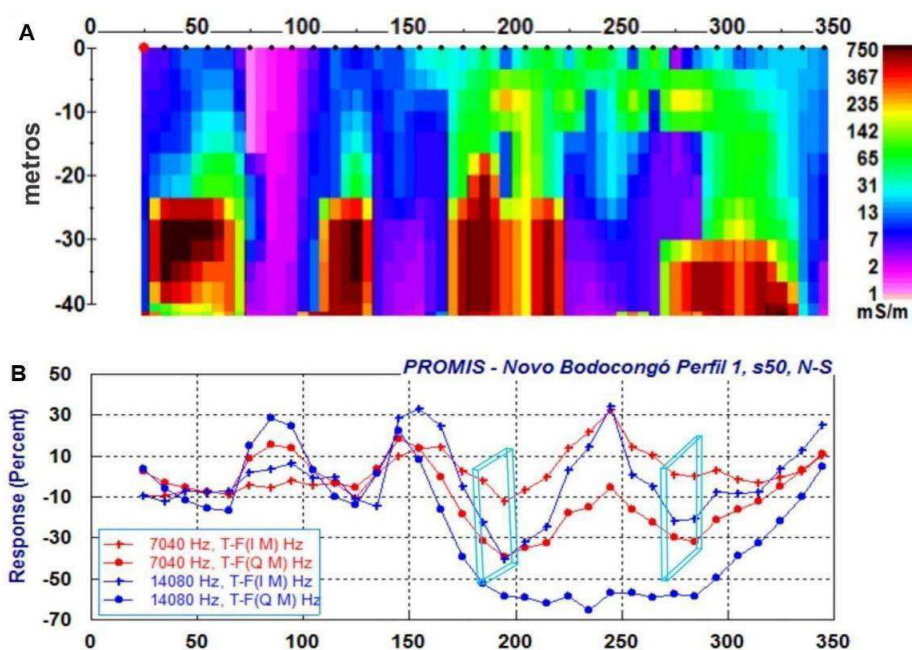 A
0 50 100 150 200 250 300 350
metros
0
-10
-20
-30
-40
750
367
235
142
65
31
13
7
2
1
mS/m
B
PROMIS - Novo Bodocongó Perfil 1, s50, N-S
Response (Percent)
50
30
10
-10
-30
-50
-70
7040 Hz, T-F(I M) Hz
7040 Hz, T-F(Q M) Hz
14080 Hz, T-F(I M) Hz
14080 Hz, T-F(Q M) Hz
0 50 100 150 200 250 300 350